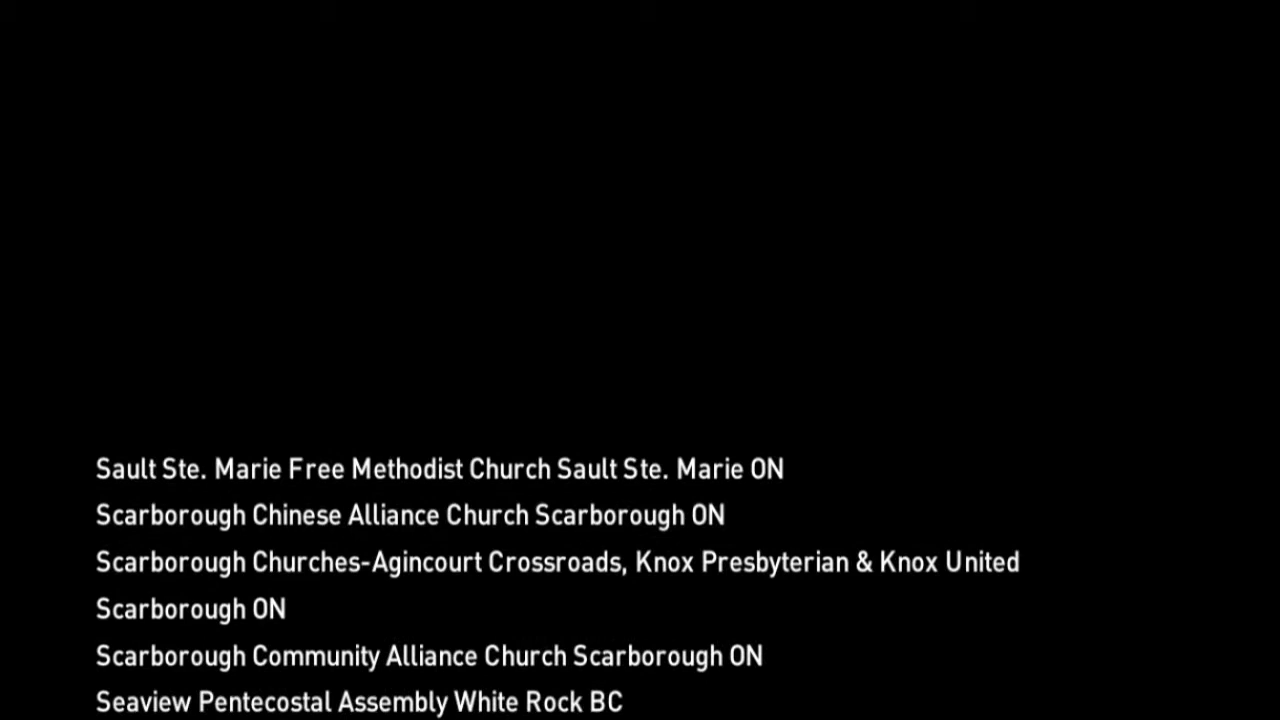 Sault Ste. Marie Free Methodist Church Sault Ste. Marie ON
Scarborough Chinese Alliance Church Scarborough ON
Scarborough Churches-Agincourt Crossroads, Knox Presbyterian & Knox United
Scarborough ON
Scarborough Community Alliance Church Scarborough ON
Seaview Pentecostal Assembly White Rock BC